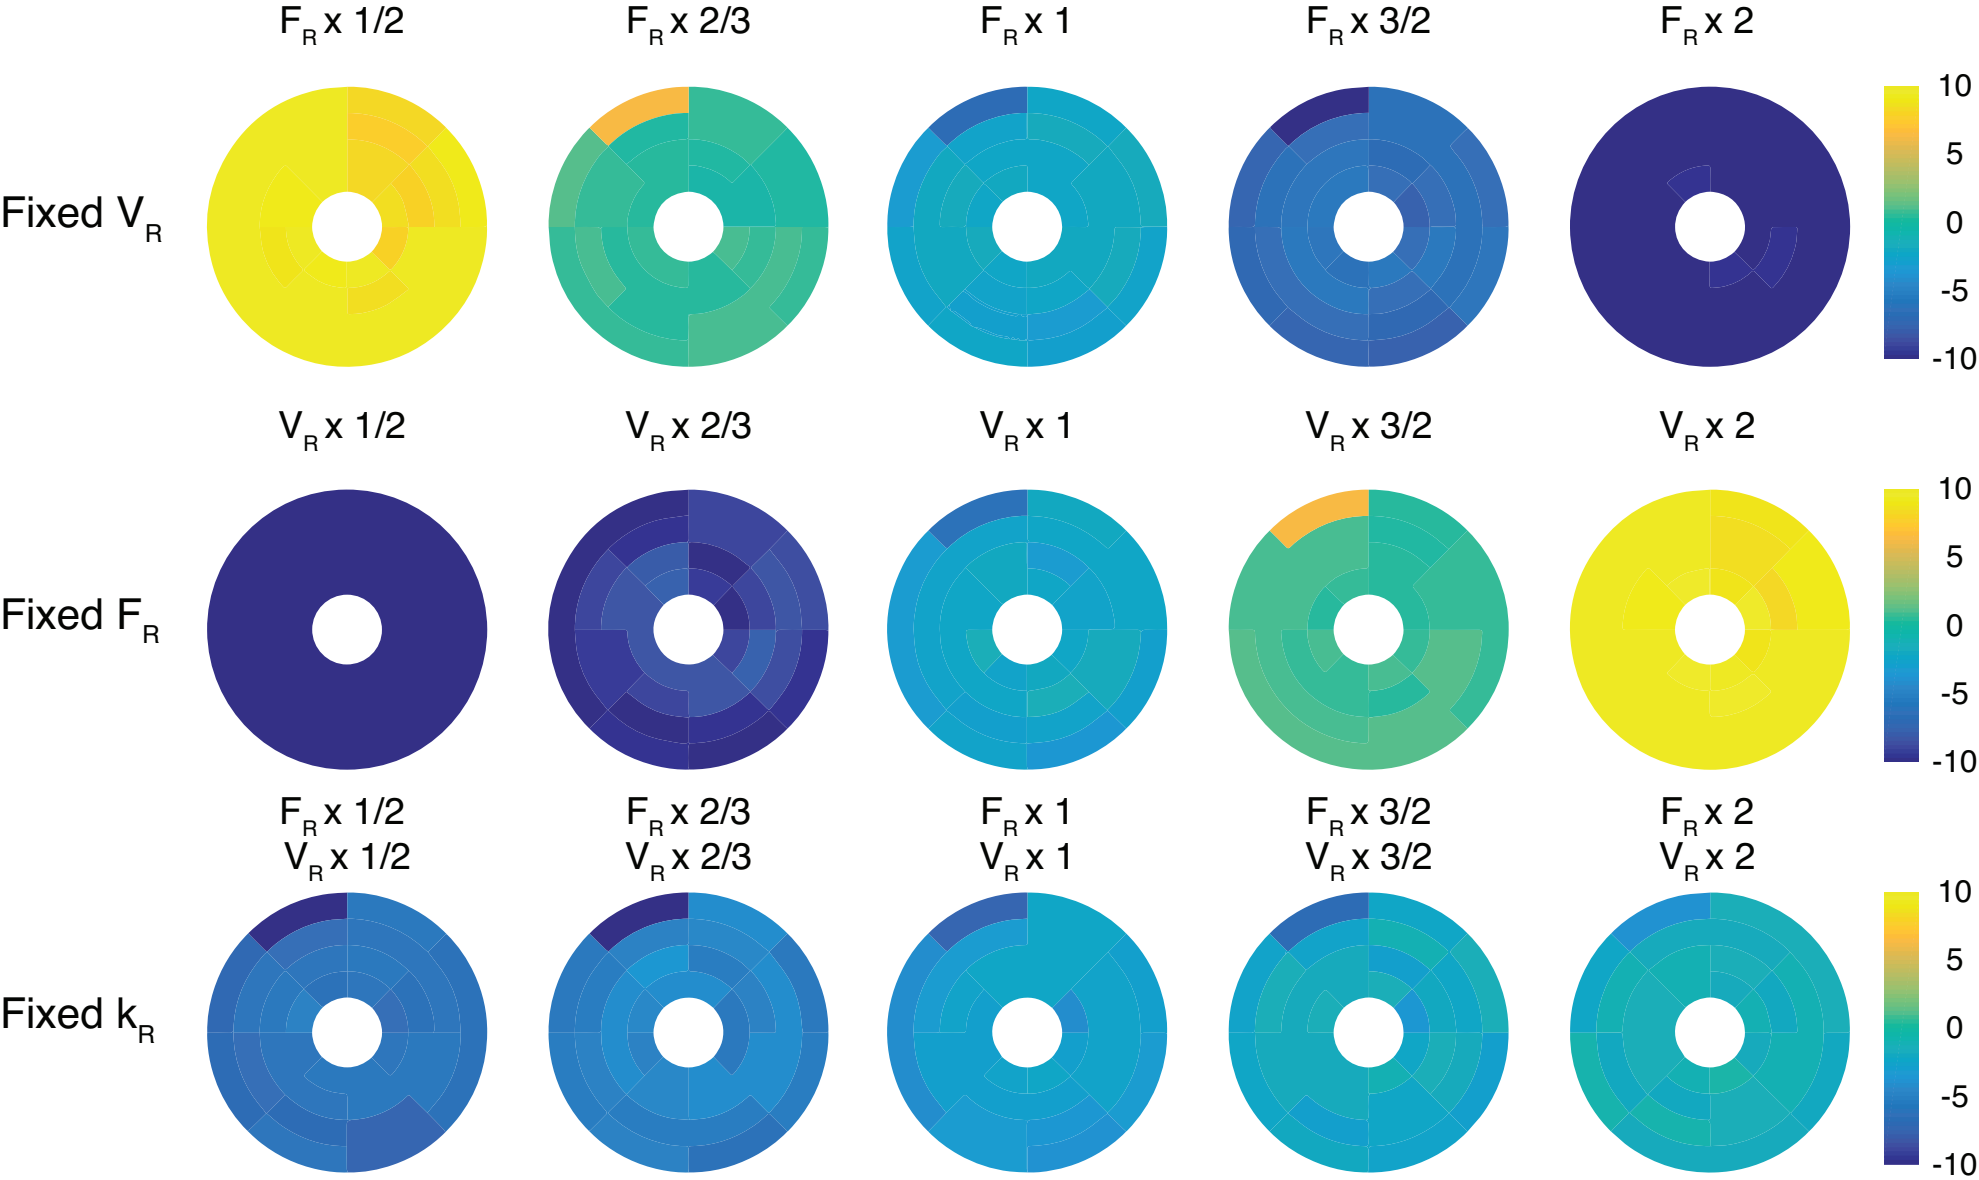 F_R x 1/2 F_R x 2/3 F_R x 1 F_R x 3/2 F_R x 2
Fixed V_R
10
5
0
-5
-10
V_R x 1/2 V_R x 2/3 V_R x 1 V_R x 3/2 V_R x 2
Fixed F_R
10
5
0
-5
-10
F_R x 1/2 F_R x 2/3 F_R x 1 F_R x 3/2 F_R x 2
V_R x 1/2 V_R x 2/3 V_R x 1 V_R x 3/2 V_R x 2
Fixed k_R
10
5
0
-5
-10